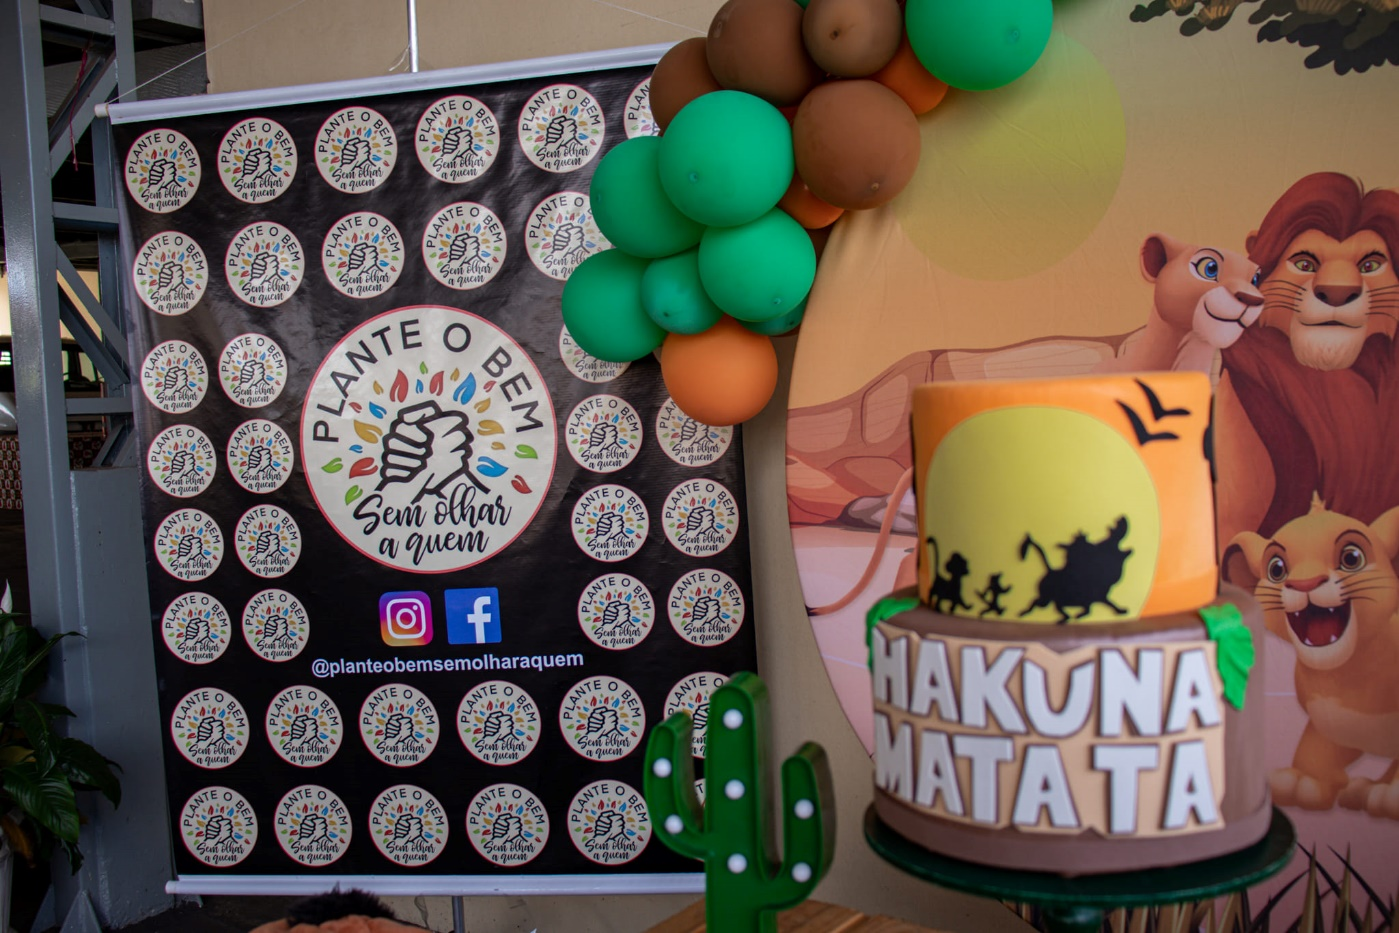 PLANTE O BEM
Sem olhar
a quem
@planteobemsemolharaquem
HAKUNA
MATATA